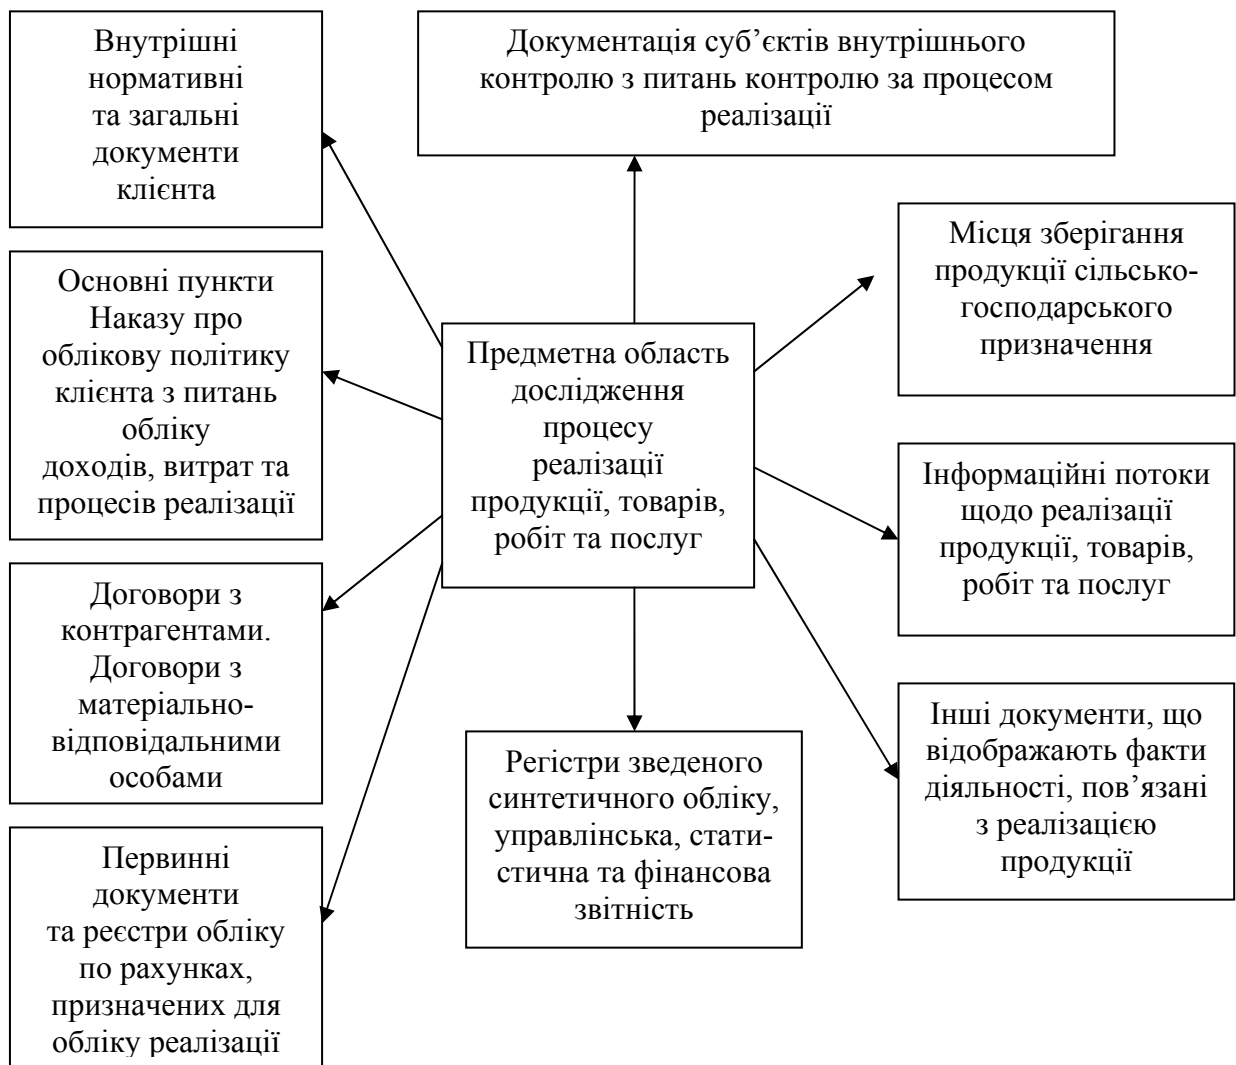 Внутрішні
нормативні
та загальні
документи
клієнта
Документація суб’єктів внутрішнього
контролю з питань контролю за процесом
реалізації
Основні пункти
Наказу про
облікову політику
клієнта з питань
обліку
доходів, витрат та
процесів реалізації
Предметна область
дослідження
процесу
реалізації
продукції, товарів,
робіт та послуг
Місця зберігання
продукції сільсько-
господарського
призначення
Інформаційні потоки
щодо реалізації
продукції, товарів,
робіт та послуг
Договори з
контрагентами.
Договори з
матеріально-
відповідальними
особами
Інші документи, що
відображають факти
діяльності, пов’язані
з реалізацією
продукції
Регістри зведеного
синтетичного обліку,
управлінська, стати-
стична та фінансова
звітність
Первинні
документи
та реєстри обліку
по рахунках,
призначених для
обліку реалізації